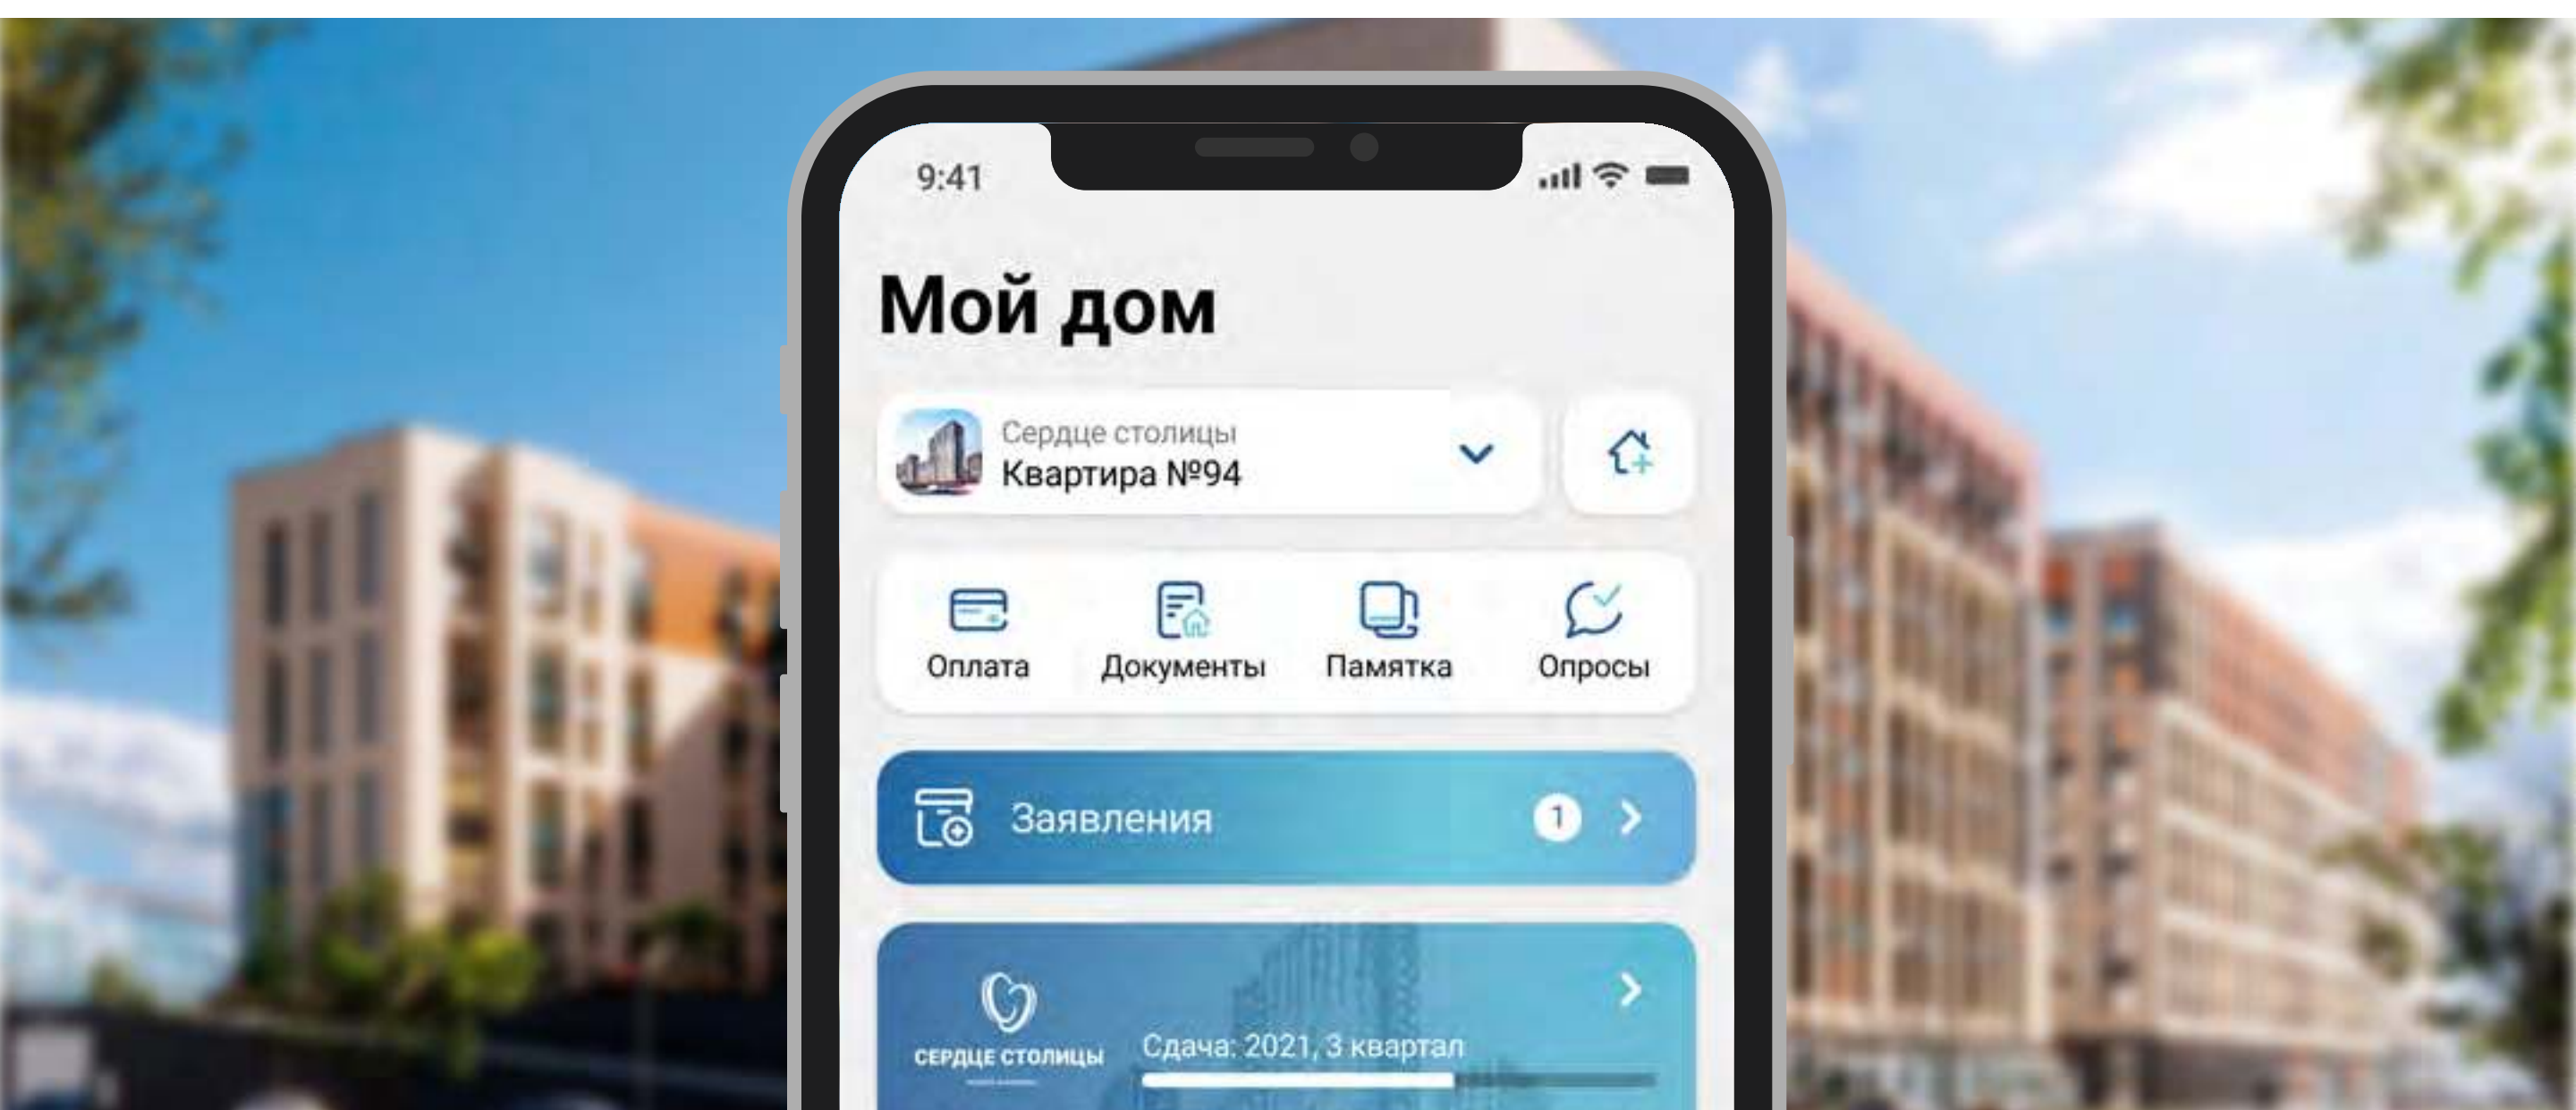 9:41
Мой дом
Сердце столицы
Квартира №94
Оплата Документы Памятка Опросы
Заявления 1
СЕРДЦЕ СТОЛИЦЫ
Сдача: 2021, 3 квартал